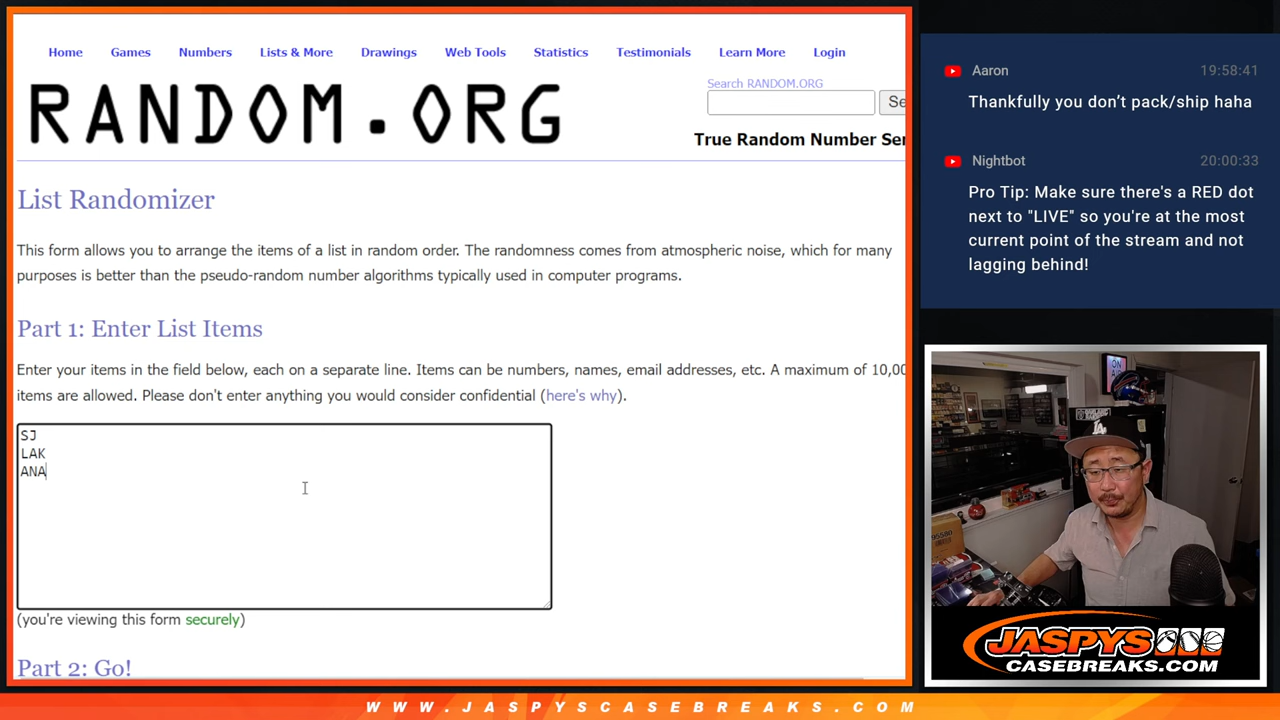 Home Games Numbers Lists & More Drawings Web Tools Statistics Testimonials Learn More Login
RANDOM.ORG
Search RANDOM.ORG
Se
True Random Number Ser
List Randomizer
This form allows you to arrange the items of a list in random order. The randomness comes from atmospheric noise, which for many
purposes is better than the pseudo-random number algorithms typically used in computer programs.
Part 1: Enter List Items
Enter your items in the field below, each on a separate line. Items can be numbers, names, email addresses, etc. A maximum of 10,00
items are allowed. Please don't enter anything you would consider confidential (here's why).
SJ
LAK
ANA
(you're viewing this form securely)
Part 2: Go!
Aaron 19:58:41
Thankfully you don’t pack/ship haha
Nightbot 20:00:33
Pro Tip: Make sure there's a RED dot
next to "LIVE" so you're at the most
current point of the stream and not
lagging behind!
ON
LA
JASPYS
CASEBREAKS.COM
WWW.JASPYSCASEBREAKS.COM